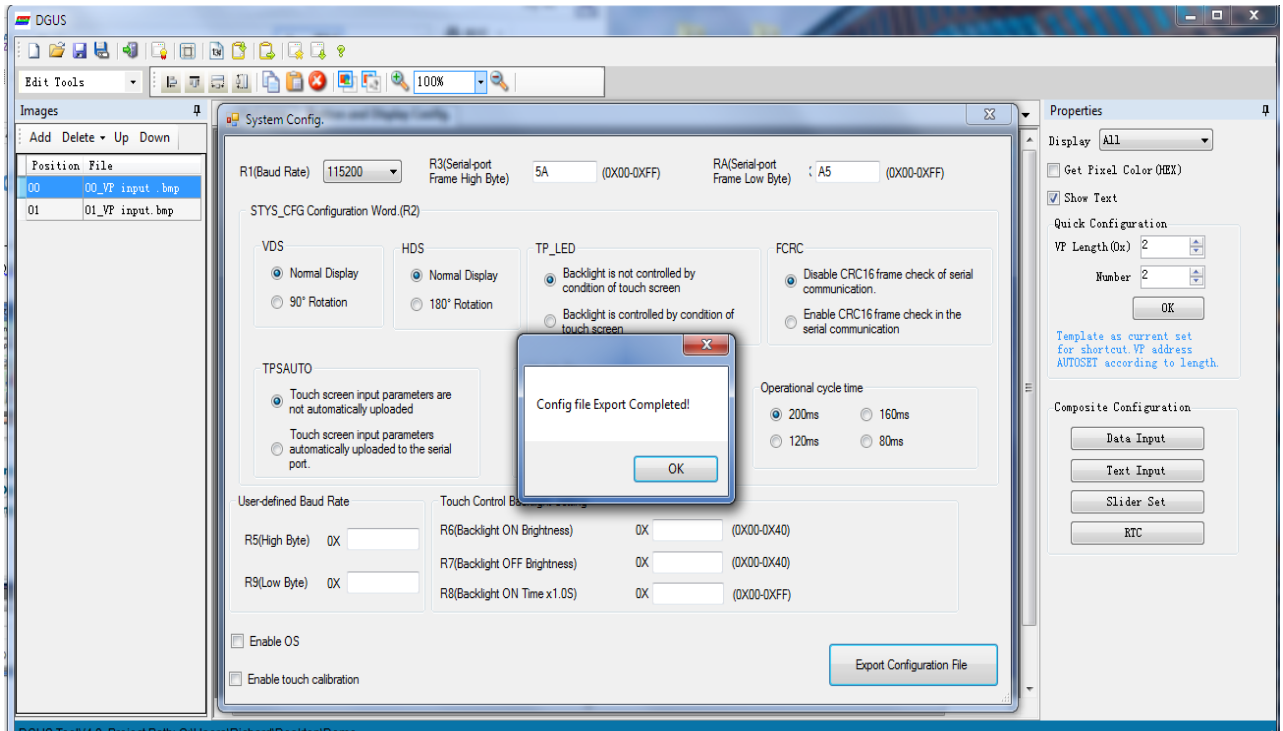 DGUS
Edit Tools
100%
Images
Add Delete Up Down
Position File
00 00_VP input .bmp
01 01_VP input.bmp
System Config.
R1(Baud Rate) 115200
R3(Serial-port
Frame High Byte) 5A (0X00-0XFF)
RA(Serial-port
Frame Low Byte) A5 (0X00-0XFF)
STYS_CFG Configuration Word.(R2)
VDS
Normal Display
90° Rotation
HDS
Normal Display
180° Rotation
TP_LED
Backlight is not controlled by
condition of touch screen
Backlight is controlled by condition of
touch screen
FCRC
Disable CRC16 frame check of serial
communication.
Enable CRC16 frame check in the
serial communication
TPSAUTO
Touch screen input parameters are
not automatically uploaded
Touch screen input parameters
automatically uploaded to the serial
port.
Config file Export Completed!
OK
Operational cycle time
200ms 160ms
120ms 80ms
User-defined Baud Rate
R5(High Byte) 0X
R9(Low Byte) 0X
Touch Control
R6(Backlight ON Brightness) 0X (0X00-0X40)
R7(Backlight OFF Brightness) 0X (0X00-0X40)
R8(Backlight ON Time x1.0S) 0X (0X00-0XFF)
Enable OS
Enable touch calibration
Export Configuration File
Properties
Display All
Get Pixel Color(HEX)
Show Text
Quick Configuration
VP Length(0x) 2
Number 2
OK
Template as current set
for shortcut.VP address
AUTOSET according to length.
Composite Configuration
Data Input
Text Input
Slider Set
RTC